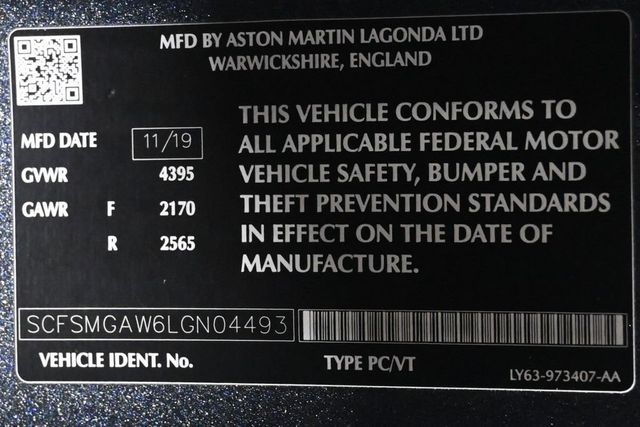 MFD BY ASTON MARTIN LAGONDA LTD
WARWICKSHIRE, ENGLAND
MFD DATE 11/19
GVWR 4395
GAWR F 2170
R 2565
THIS VEHICLE CONFORMS TO
ALL APPLICABLE FEDERAL MOTOR
VEHICLE SAFETY, BUMPER AND
THEFT PREVENTION STANDARDS
IN EFFECT ON THE DATE OF
MANUFACTURE.
SCFSMGAW6LGN04493
VEHICLE IDENT. No.
TYPE PC/VT
LY63-973407-AA